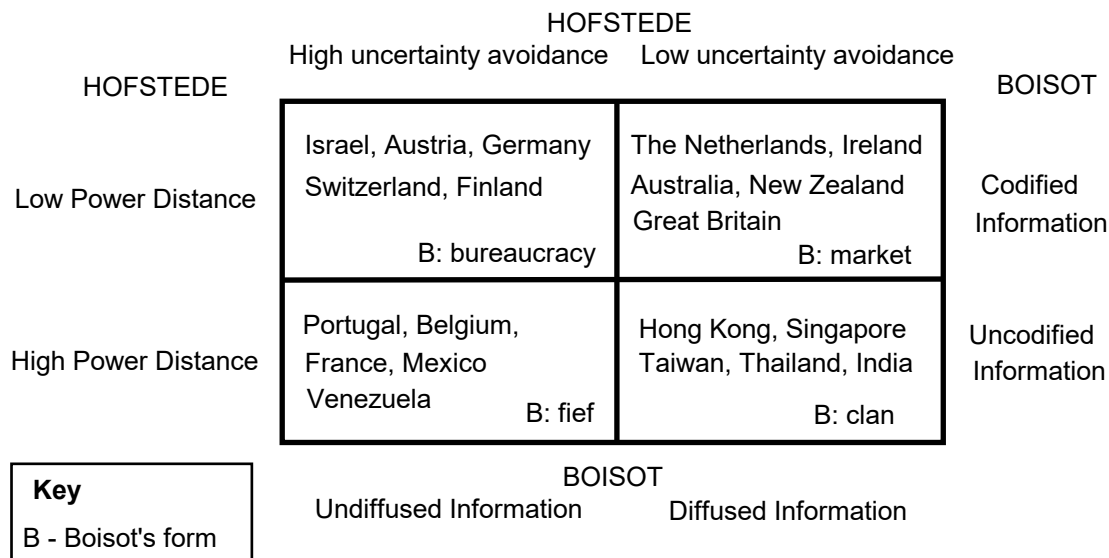 HOFSTEDE
High uncertainty avoidance Low uncertainty avoidance
HOFSTEDE
BOISOT
Low Power Distance
Israel, Austria, Germany
Switzerland, Finland
B: bureaucracy
The Netherlands, Ireland
Australia, New Zealand
Great Britain
B: market
Codified
Information
High Power Distance
Portugal, Belgium,
France, Mexico
Venezuela
B: fief
Hong Kong, Singapore
Taiwan, Thailand, India
B: clan
Uncodified
Information
BOISOT
Undiffused Information Diffused Information
Key
B - Boisot's form